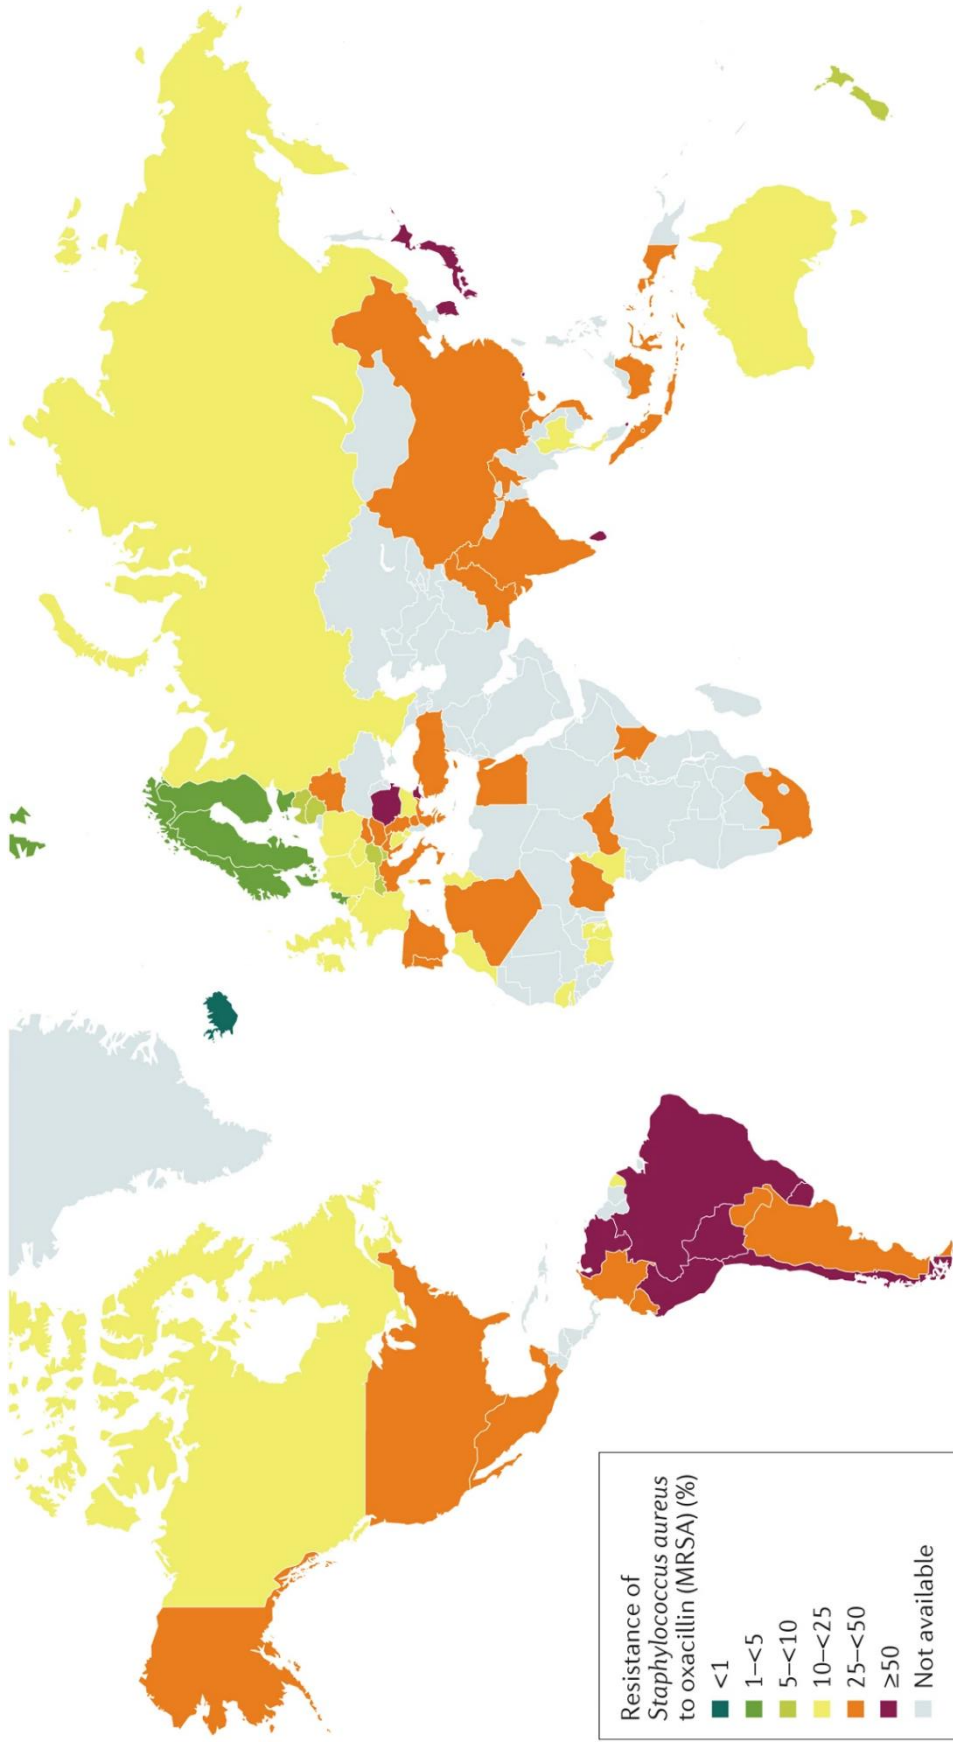 Resistance of
Staphylococcus aureus
to oxacillin (MRSA) (%)
<1
1–<5
5–<10
10–<25
25–<50
≥50
Not available